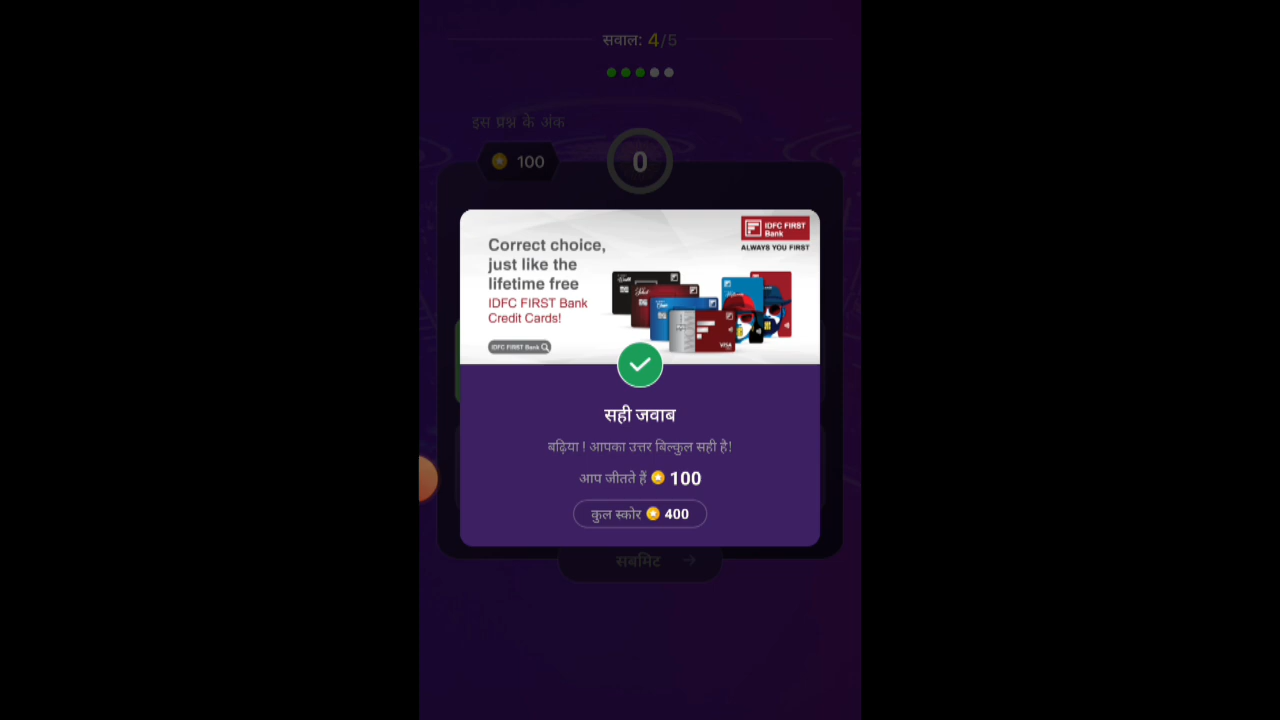 सवाल: 4/5
इस प्रश्न के अंक
100
0
IDFC FIRST
Bank
ALWAYS YOU FIRST
Correct choice,
just like the
lifetime free
IDFC FIRST Bank
Credit Cards!
IDFC FIRST Bank
VISA
सही जवाब
बढ़िया ! आपका उत्तर बिल्कुल सही है!
आप जीतते हैं 100
कुल स्कोर 400
सबमिट